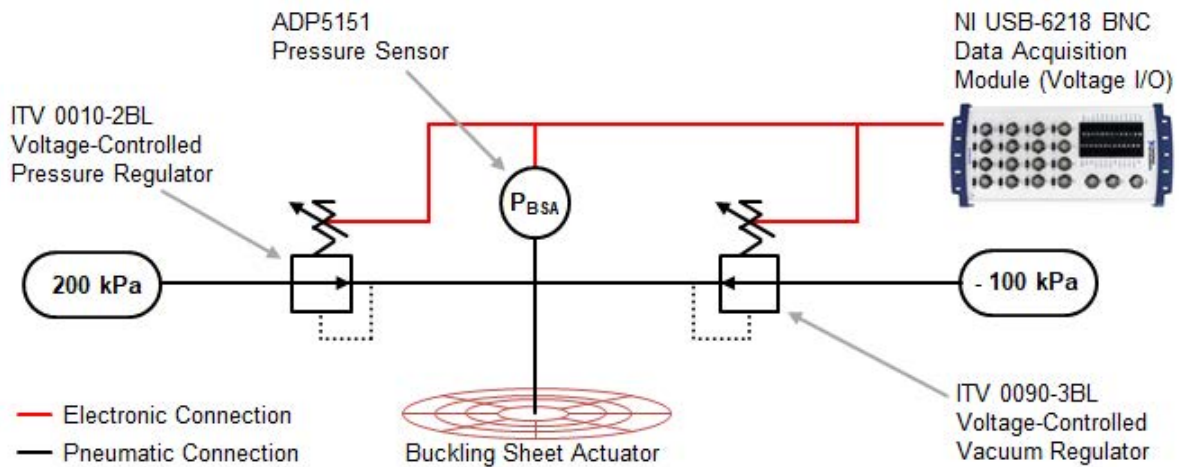 ADP5151
Pressure Sensor
NI USB-6218 BNC
Data Acquisition
Module (Voltage I/O)
ITV 0010-2BL
Voltage-Controlled
Pressure Regulator
PBSA
200 kPa
- 100 kPa
Electronic Connection
Pneumatic Connection
Buckling Sheet Actuator
ITV 0090-3BL
Voltage-Controlled
Vacuum Regulator